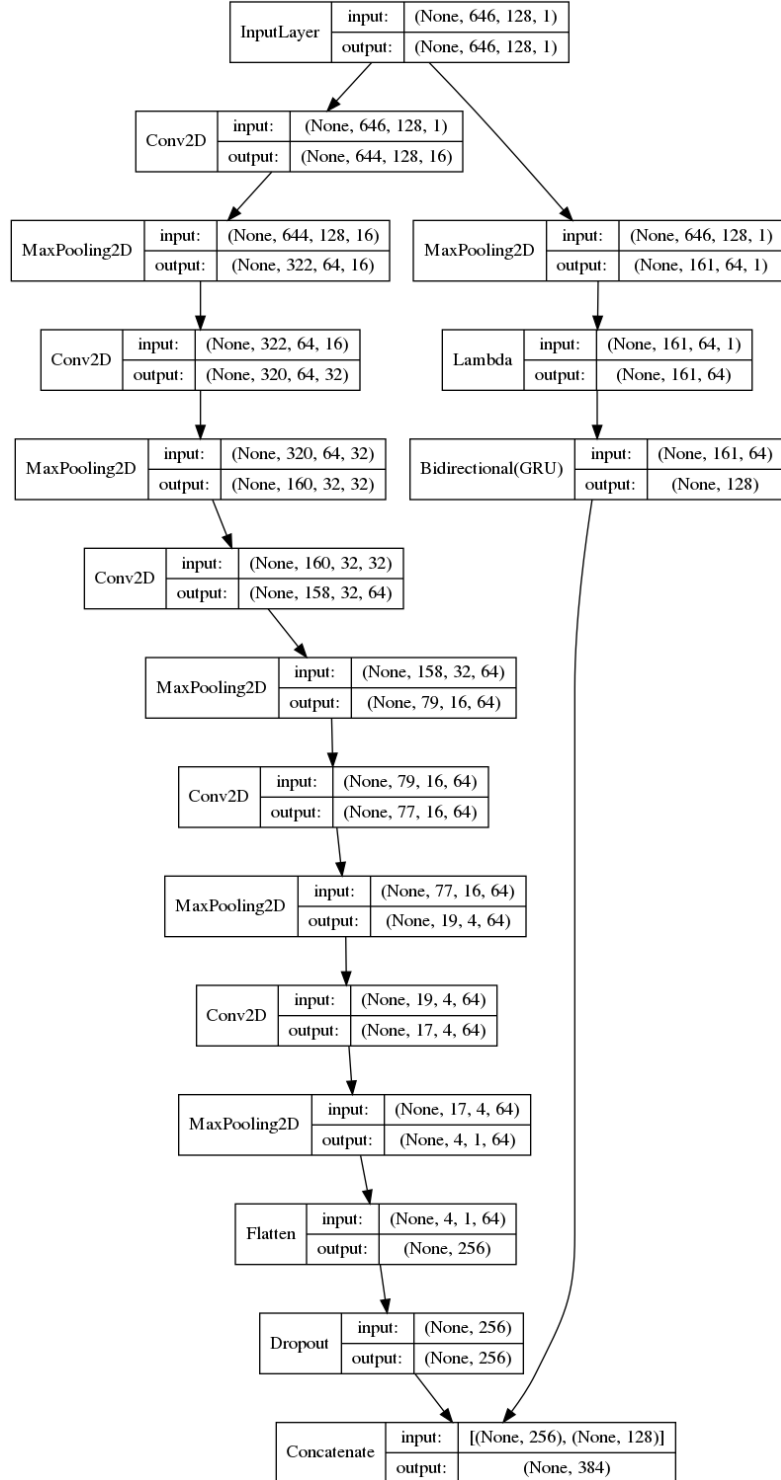 InputLayer
input: (None, 646, 128, 1)
output: (None, 646, 128, 1)
Conv2D
input: (None, 646, 128, 1)
output: (None, 644, 128, 16)
MaxPooling2D
input: (None, 644, 128, 16)
output: (None, 322, 64, 16)
MaxPooling2D
input: (None, 646, 128, 1)
output: (None, 161, 64, 1)
Conv2D
input: (None, 322, 64, 16)
output: (None, 320, 64, 32)
Lambda
input: (None, 161, 64, 1)
output: (None, 161, 64)
MaxPooling2D
input: (None, 320, 64, 32)
output: (None, 160, 32, 32)
Bidirectional(GRU)
input: (None, 161, 64)
output: (None, 128)
Conv2D
input: (None, 160, 32, 32)
output: (None, 158, 32, 64)
MaxPooling2D
input: (None, 158, 32, 64)
output: (None, 79, 16, 64)
Conv2D
input: (None, 79, 16, 64)
output: (None, 77, 16, 64)
MaxPooling2D
input: (None, 77, 16, 64)
output: (None, 19, 4, 64)
Conv2D
input: (None, 19, 4, 64)
output: (None, 17, 4, 64)
MaxPooling2D
input: (None, 17, 4, 64)
output: (None, 4, 1, 64)
Flatten
input: (None, 4, 1, 64)
output: (None, 256)
Dropout
input: (None, 256)
output: (None, 256)
Concatenate
input: [(None, 256), (None, 128)]
output: (None, 384)